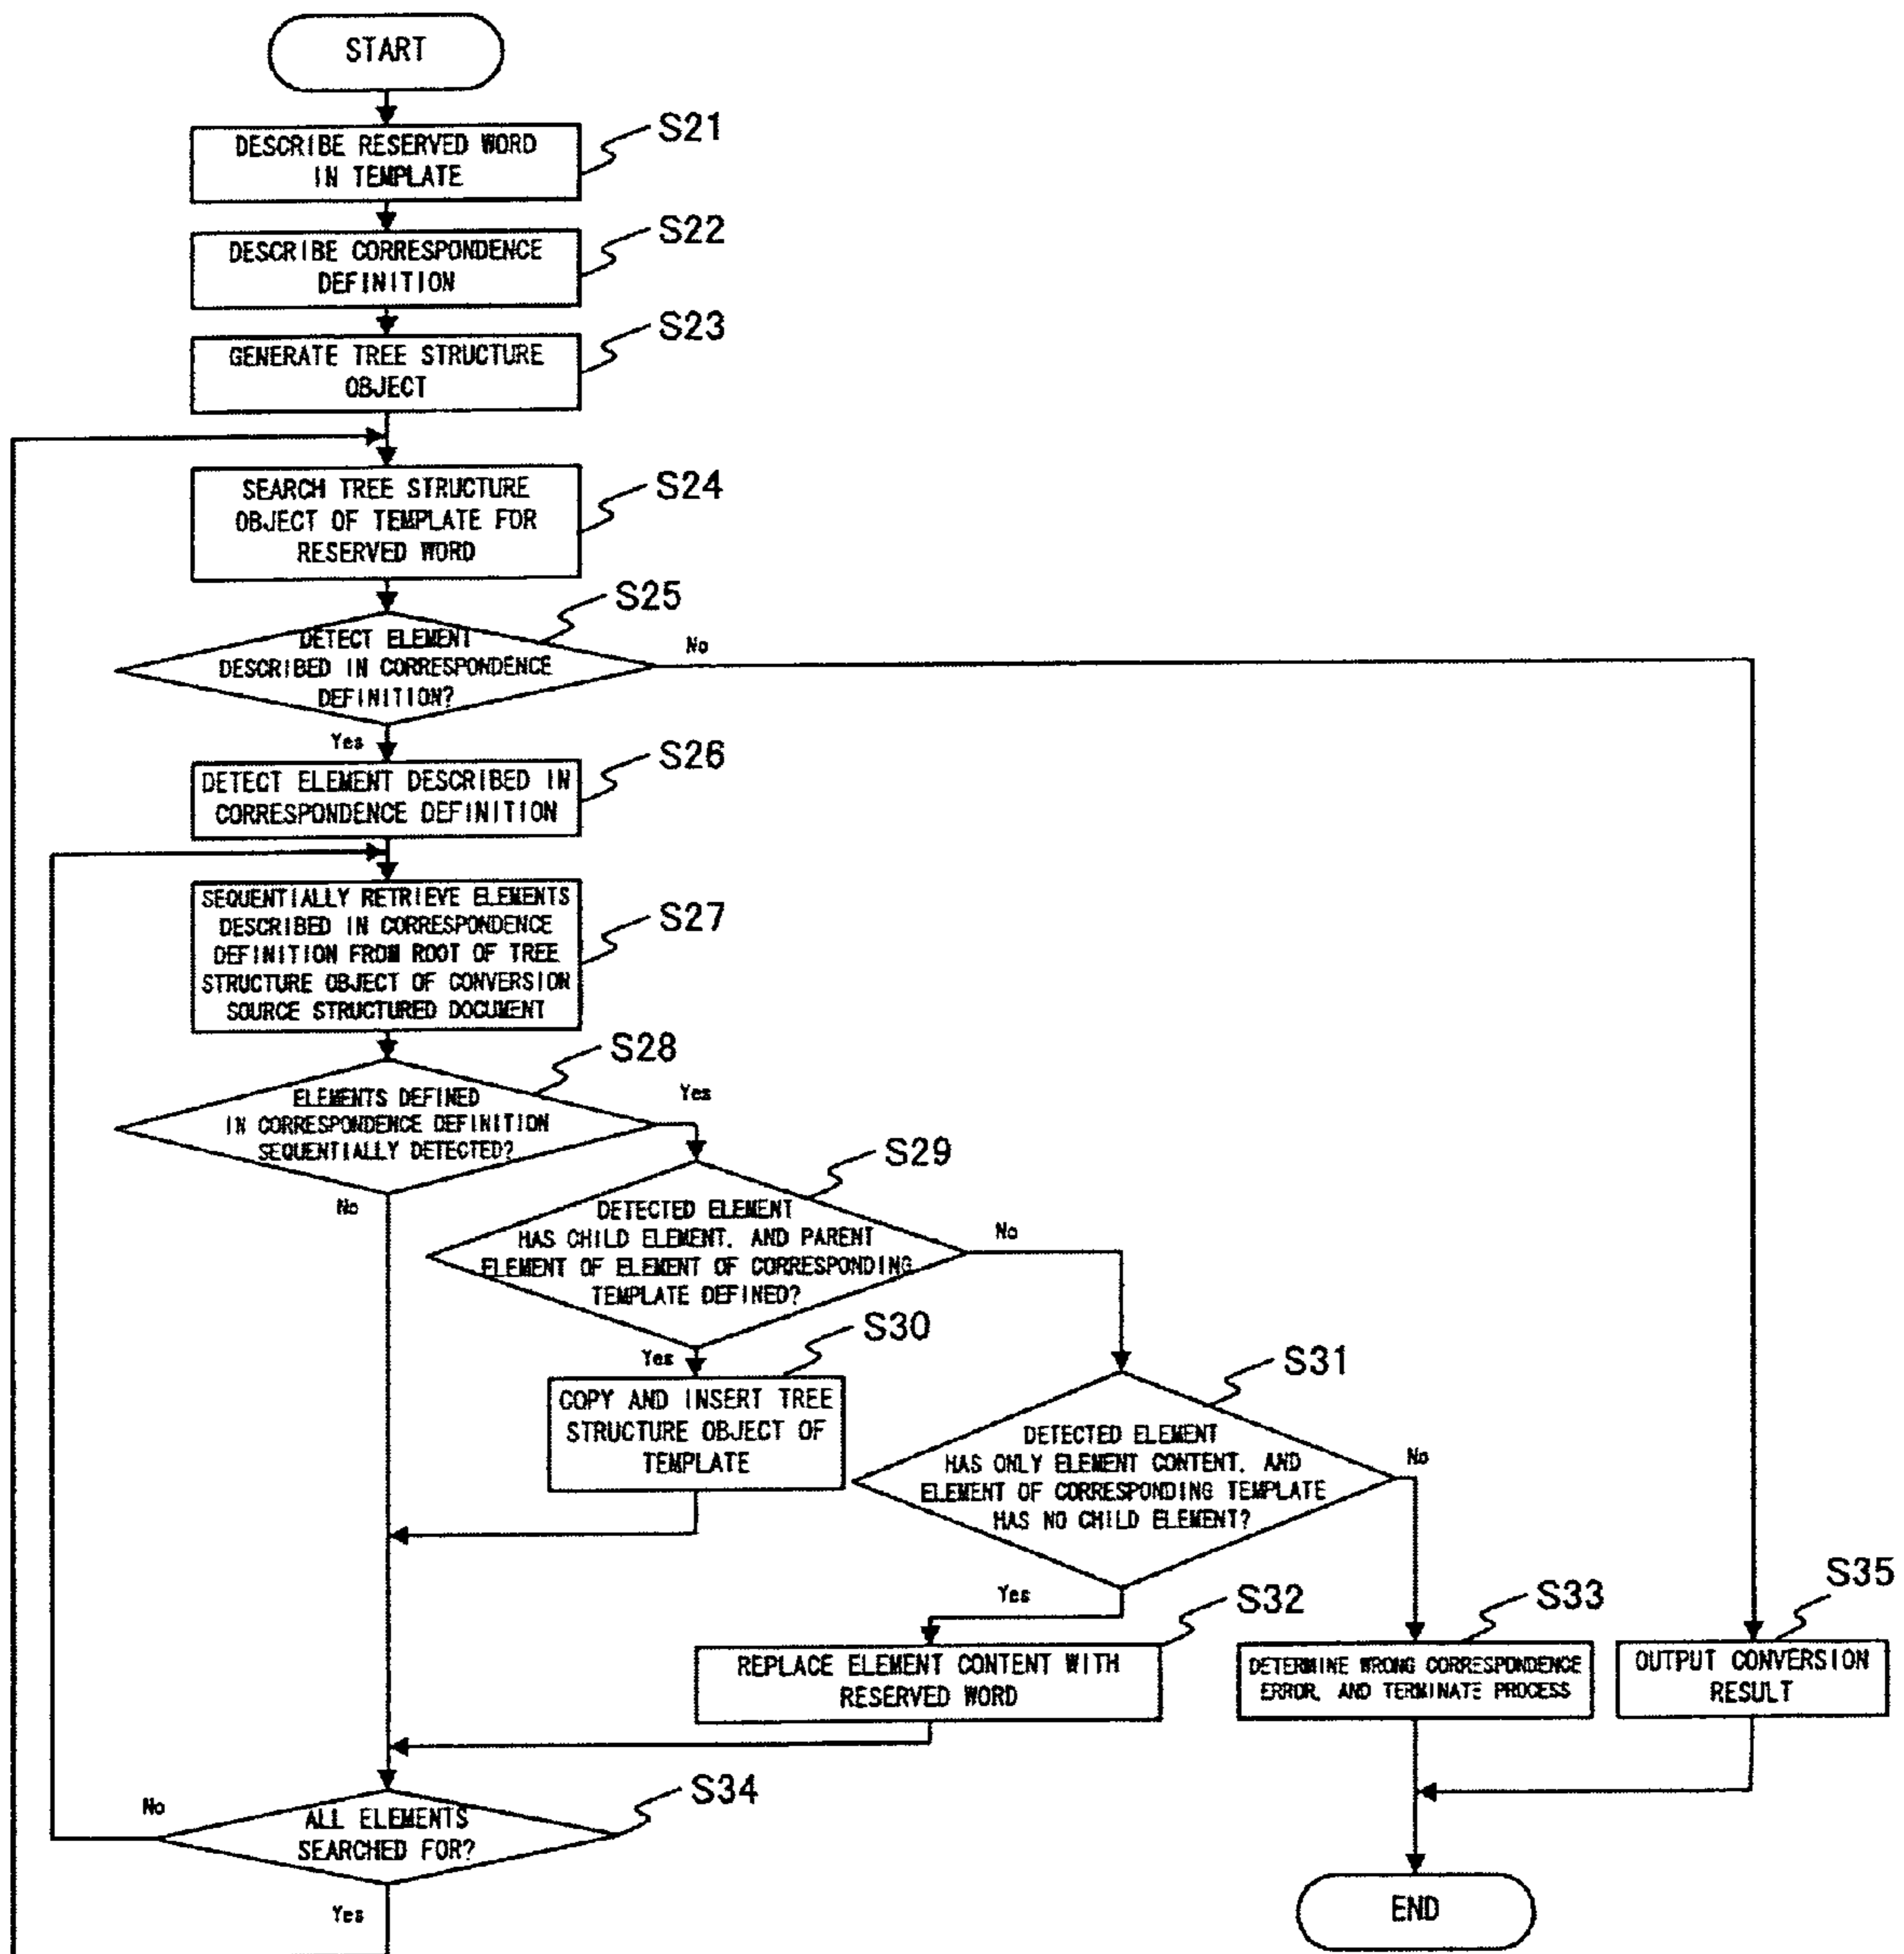 START
DESCRIBE RESERVED WORD
IN TEMPLATE
S21
DESCRIBE CORRESPONDENCE
DEFINITION
S22
GENERATE TREE STRUCTURE
OBJECT
S23
SEARCH TREE STRUCTURE
OBJECT OF TEMPLATE FOR
RESERVED WORD
S24
DETECT ELEMENT
DESCRIBED IN CORRESPONDENCE
DEFINITION?
S25
No
Yes
DETECT ELEMENT DESCRIBED IN
CORRESPONDENCE DEFINITION
S26
SEQUENTIALLY RETRIEVE ELEMENTS
DESCRIBED IN CORRESPONDENCE
DEFINITION FROM ROOT OF TREE
STRUCTURE OBJECT OF CONVERSION
SOURCE STRUCTURED DOCUMENT
S27
ELEMENTS DEFINED
IN CORRESPONDENCE DEFINITION
SEQUENTIALLY DETECTED?
S28
Yes
No
DETECTED ELEMENT
HAS CHILD ELEMENT, AND PARENT
ELEMENT OF ELEMENT OF CORRESPONDING
TEMPLATE DEFINED?
S29
No
Yes
COPY AND INSERT TREE
STRUCTURE OBJECT OF
TEMPLATE
S30
DETECTED ELEMENT
HAS ONLY ELEMENT CONTENT, AND
ELEMENT OF CORRESPONDING TEMPLATE
HAS NO CHILD ELEMENT?
S31
No
Yes
REPLACE ELEMENT CONTENT WITH
RESERVED WORD
S32
DETERMINE WRONG CORRESPONDENCE
ERROR, AND TERMINATE PROCESS
S33
OUTPUT CONVERSION
RESULT
S35
ALL ELEMENTS
SEARCHED FOR?
S34
No
Yes
END